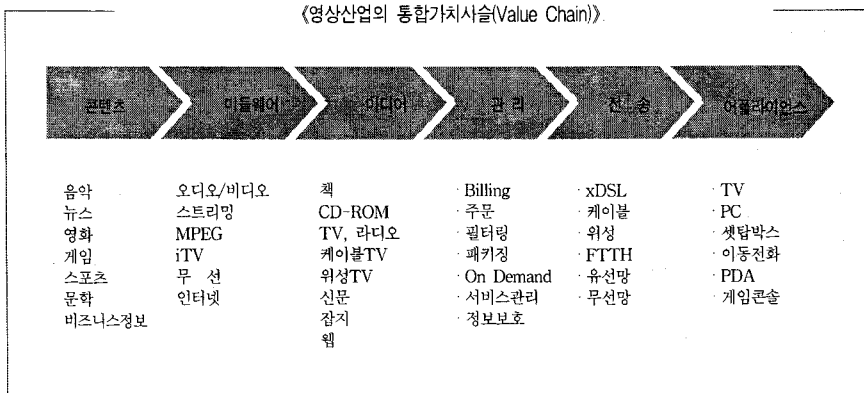 《영상산업의 통합가치사슬(Value Chain)》
콘텐츠
미들웨어
미디어
관 리
전 송
어플라이언스
음악
뉴스
영화
게임
스포츠
문학
비즈니스정보
오디오/비디오
스트리밍
MPEG
iTV
무 선
인터넷
책
CD-ROM
TV, 라디오
케이블TV
위성TV
신문
잡지
웹
· Billing
· 주문
· 필터링
· 패키징
· On Demand
· 서비스관리
· 정보보호
· xDSL
· 케이블
· 위성
· FTTH
· 유선망
· 무선망
· TV
· PC
· 셋탑박스
· 이동전화
· PDA
· 게임콘솔